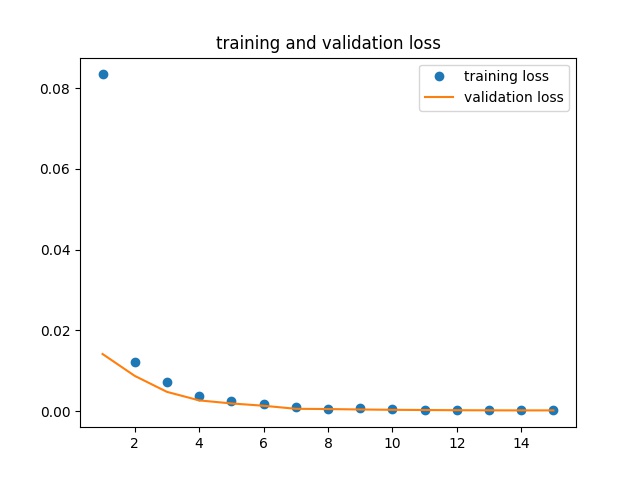 training and validation loss
training loss
validation loss
0.08
0.06
0.04
0.02
0.00
2 4 6 8 10 12 14